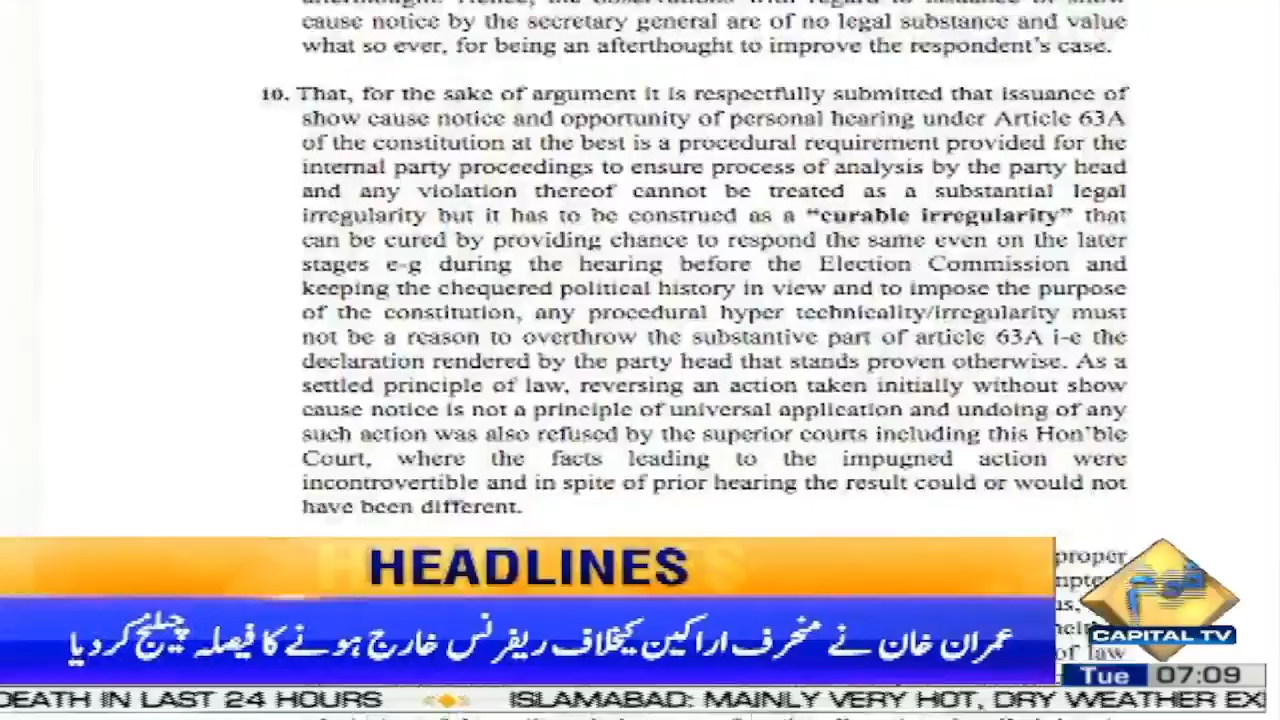 cause notice by the secretary general are of no legal substance and value
what so ever, for being an afterthought to improve the respondent's case.
10. That, for the sake of argument it is respectfully submitted that issuance of
show cause notice and opportunity of personal hearing under Article 63A
of the constitution at the best is a procedural requirement provided for the
internal party proceedings to ensure process of analysis by the party head
and any violation thereof cannot be treated as a substantial legal
irregularity but it has to be construed as a “curable irregularity” that
can be cured by providing chance to respond the same even on the later
stages e-g during the hearing before the Election Commission and
keeping the chequered political history in view and to impose the purpose
of the constitution, any procedural hyper technicality/irregularity must
not be a reason to overthrow the substantive part of article 63A i-e the
declaration rendered by the party head that stands proven otherwise. As a
settled principle of law, reversing an action taken initially without show
cause notice is not a principle of universal application and undoing of any
such action was also refused by the superior courts including this Hon'ble
Court, where the facts leading to the impugned action were
incontrovertible and in spite of prior hearing the result could or would not
have been different.
proper
of law
HEADLINES
عمران خان نے منحرف اراکین کیخلاف ریفرنس خارج ہونے کا فیصلہ چیلنج کر دیا
CAPITAL TV
Tue 07:09
DEATH IN LAST 24 HOURS ISLAMABAD: MAINLY VERY HOT, DRY WEATHER EX